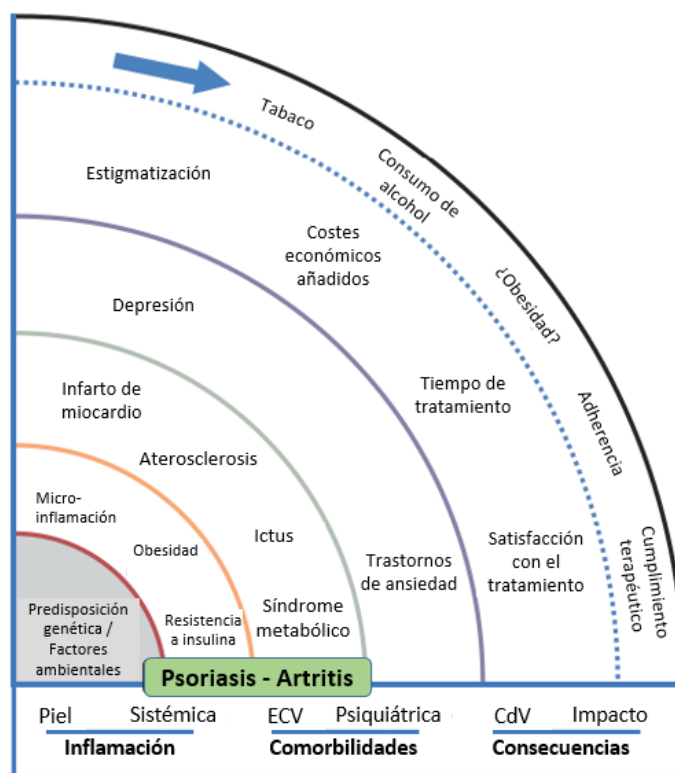 Tabaco
Consumo de
alcohol
¿Obesidad?
Adherencia
Cumplimiento
terapéutico
Estigmatización
Costes
económicos
añadidos
Tiempo de
tratamiento
Satisfacción
con el
tratamiento
Depresión
Trastornos
de ansiedad
Infarto de
miocardio
Aterosclerosis
Ictus
Síndrome
metabólico
Micro-
inflamación
Obesidad
Resistencia
a insulina
Predisposición
genética /
Factores
ambientales
Psoriasis - Artritis
Piel Sistémica ECV Psiquiátrica CdV Impacto
Inflamación Comorbilidades Consecuencias